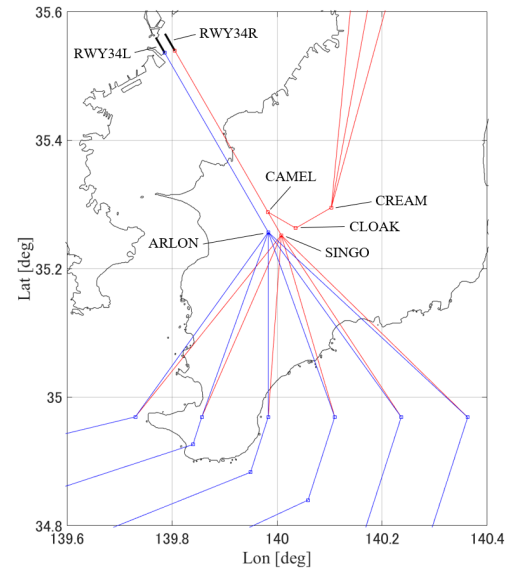 35.6
RWY34R
RWY34L
35.4
CAMEL
CREAM
CLOAK
ARLON
SINGO
Lat [deg]
35.2
35
34.8
139.6
139.8
140
140.2
140.4
Lon [deg]